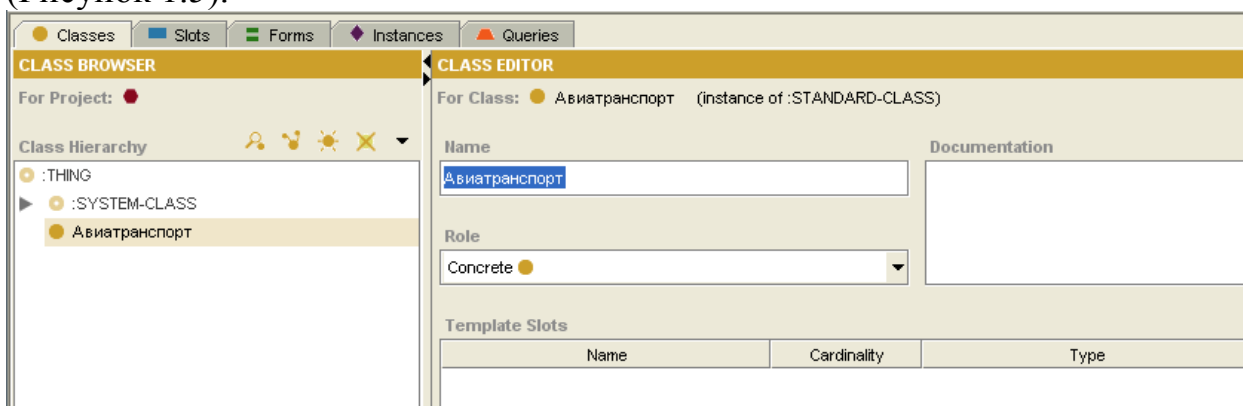 (Рисунок 1.3).
Classes Slots Forms Instances Queries
CLASS BROWSER
CLASS EDITOR
For Project:
For Class: Авиатранспорт (instance of :STANDARD-CLASS)
Class Hierarchy
Name
Documentation
:THING
Авиатранспорт
:SYSTEM-CLASS
Авиатранспорт
Role
Concrete
Template Slots
Name Cardinality Type